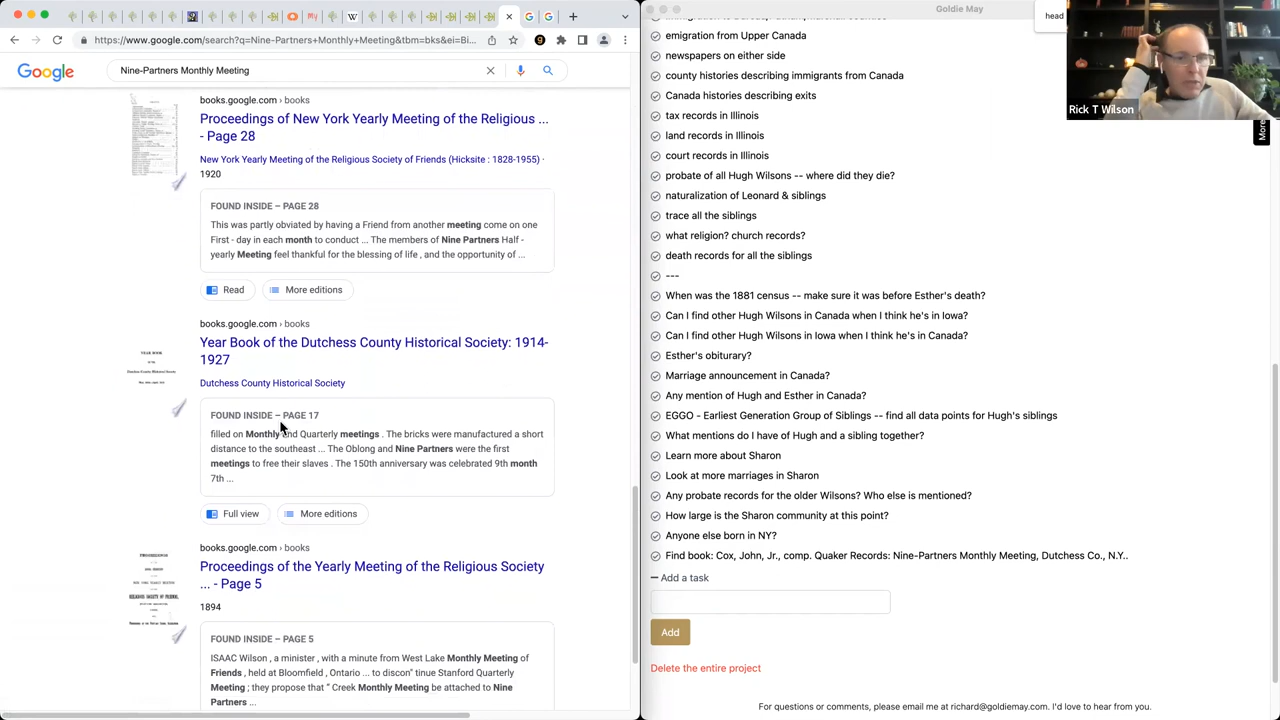 www.google.com/search?
Google
Nine-Partners Monthly Meeting
books.google.com › books
Proceedings of New York Yearly Meeting of the Religious ...
New York Yearly Meeting of the Religious Society of Friends (Hicksite: 1828-1955) ·
1920
FOUND INSIDE – PAGE 28
This was partly obviated by having a Friend from another meeting come on one
First - day in each month to conduct ... The members of Nine Partners Half -
yearly Meeting feel thankful for the blessing of life , and the opportunity of ...
Read
More editions
books.google.com › books
Year Book of the Dutchess County Historical Society: 1914-
1927
Dutchess County Historical Society
FOUND INSIDE – PAGE 17
filled on Monthly and Quarterly meetings . The bricks were manufactured a short
distance to the southeast ... The Oblong and Nine Partners were the first
meetings to free their slaves . The 150th anniversary was celebrated 9th month
7th ...
Full view
More editions
books.google.com › books
Proceedings of the Yearly Meeting, of the Religious Society
... - Page 5
1894
FOUND INSIDE – PAGE 5
ISAAC Wilson , a minister , with a minute from West Lake Monthly Meeting of
Friends , held at Bloomfield , Ontario ... to discon" tinue Stanford Quarterly
Meeting ; they propose that " Creek Monthly Meeting be attached to Nine
Partners ...
Goldie May
head
Rick T Wilson
More
emigration from Upper Canada
newspapers on either side
county histories describing immigrants from Canada
Canada histories describing exits
tax records in Illinois
land records in Illinois
court records in Illinois
probate of all Hugh Wilsons -- where did they die?
naturalization of Leonard & siblings
trace all the siblings
what religion? church records?
death records for all the siblings
---
When was the 1881 census -- make sure it was before Esther's death?
Can I find other Hugh Wilsons in Canada when I think he's in Iowa?
Can I find other Hugh Wilsons in Iowa when I think he's in Canada?
Esther's obiturary?
Marriage announcement in Canada?
Any mention of Hugh and Esther in Canada?
EGGO - Earliest Generation Group of Siblings -- find all data points for Hugh's siblings
What mentions do I have of Hugh and a sibling together?
Learn more about Sharon
Look at more marriages in Sharon
Any probate records for the older Wilsons? Who else is mentioned?
How large is the Sharon community at this point?
Anyone else born in NY?
Find book: Cox, John, Jr., comp. Quaker Records: Nine-Partners Monthly Meeting, Dutchess Co., N.Y..
Add a task
Add
Delete the entire project
For questions or comments, please email me at richard@goldiemay.com. I'd love to hear from you.